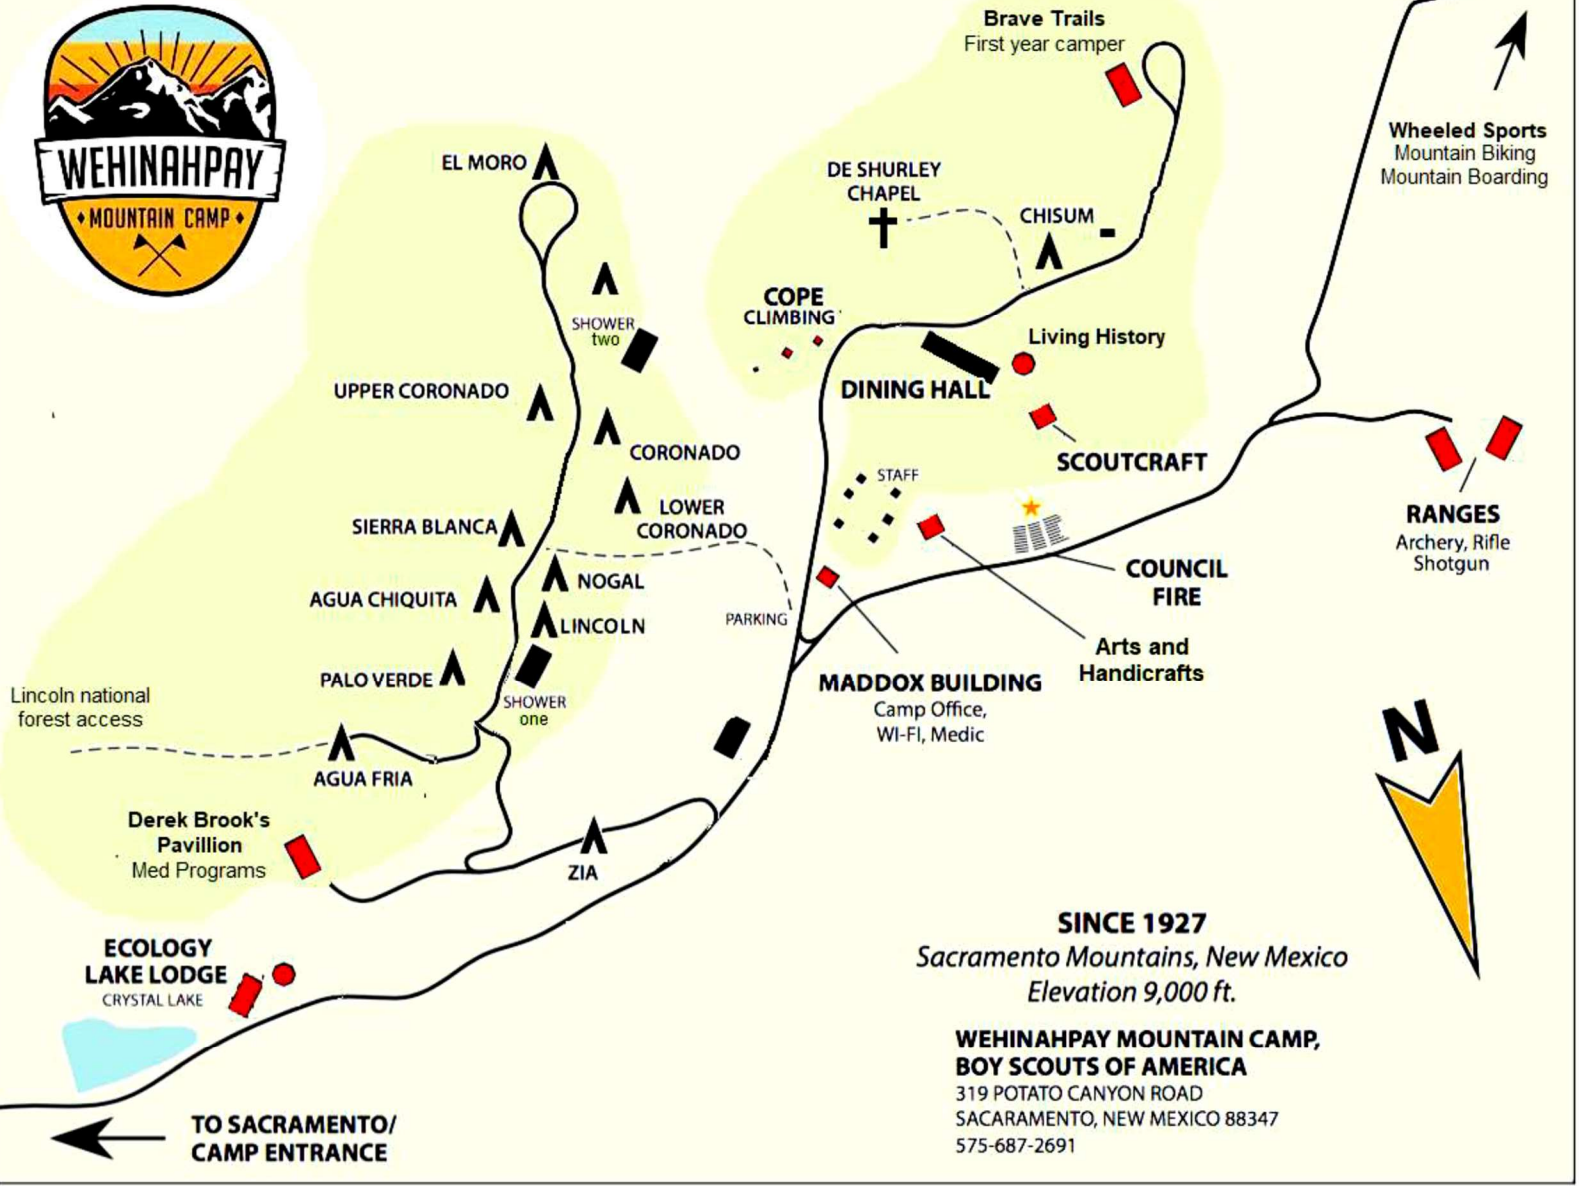 WEHINAHPAY
MOUNTAIN CAMP
Brave Trails
First year camper
Wheeled Sports
Mountain Biking
Mountain Boarding
EL MORO
DE SHURLEY
CHAPEL
CHISUM
SHOWER
two
COPE
CLIMBING
Living History
DINING HALL
UPPER CORONADO
CORONADO
SCOUTCRAFT
STAFF
LOWER
CORONADO
SIERRA BLANCA
RANGES
Archery, Rifle
Shotgun
NOGAL
AGUA CHIQUITA
COUNCIL
FIRE
LINCOLN
PARKING
Arts and
Handicrafts
PALO VERDE
SHOWER
one
MADDOX BUILDING
Camp Office,
WI-FI, Medic
Lincoln national
forest access
AGUA FRIA
N
Derek Brook's
Pavillion
Med Programs
ZIA
ECOLOGY
LAKE LODGE
CRYSTAL LAKE
SINCE 1927
Sacramento Mountains, New Mexico
Elevation 9,000 ft.
WEHINAHPAY MOUNTAIN CAMP,
BOY SCOUTS OF AMERICA
319 POTATO CANYON ROAD
SACARAMENTO, NEW MEXICO 88347
575-687-2691
TO SACRAMENTO/
CAMP ENTRANCE